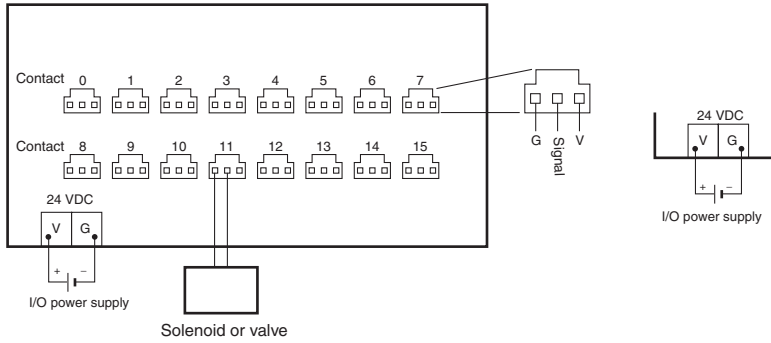 Contact 0 1 2 3 4 5 6 7
G Signal V
Contact 8 9 10 11 12 13 14 15
24 VDC
V G
+ −
I/O power supply
Solenoid or valve
24 VDC
V G
+ −
I/O power supply